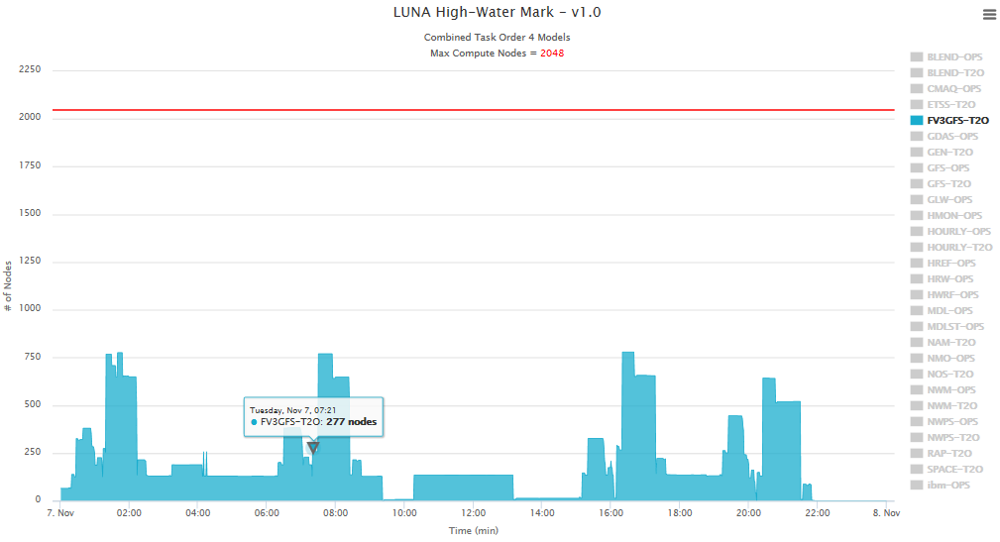 LUNA High-Water Mark - v1.0
Combined Task Order 4 Models
Max Compute Nodes = 2048
2250
2000
1750
1500
1250
1000
750
500
250
0
# of Nodes
Tuesday, Nov 7, 07:21
FV3GFS-T2O: 277 nodes
7. Nov
02:00
04:00
06:00
08:00
10:00
12:00
14:00
16:00
18:00
20:00
22:00
8. Nov
Time (min)
BLEND-OPS
BLEND-T2O
CMAQ-OPS
ETSS-T2O
FV3GFS-T2O
GDAS-OPS
GEN-T2O
GFS-OPS
GFS-T2O
GLW-OPS
HMON-OPS
HOURLY-OPS
HOURLY-T2O
HREF-OPS
HRW-OPS
HWRF-OPS
MDL-OPS
MDLST-OPS
NAM-T2O
NMO-OPS
NOS-T2O
NWM-OPS
NWM-T2O
NWPS-OPS
NWPS-T2O
RAP-T2O
SPACE-T2O
ibm-OPS